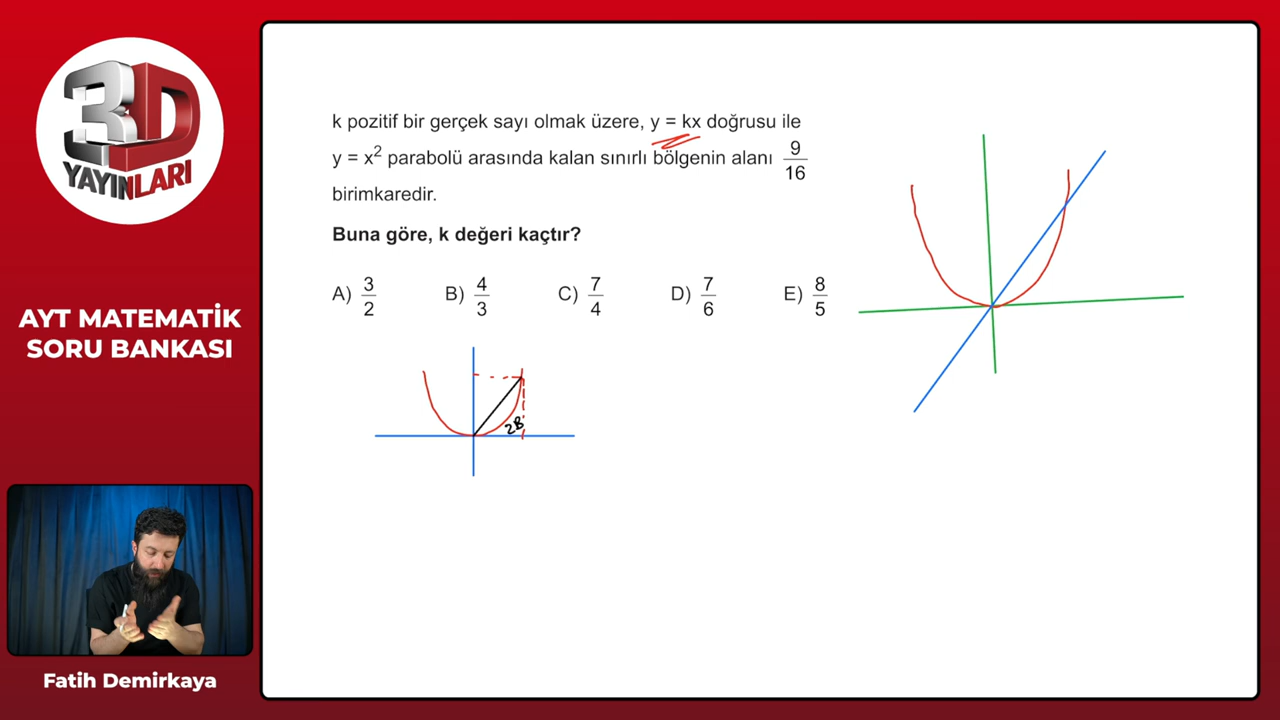 3D
YAYINLARI
AYT MATEMATİK
SORU BANKASI
Fatih Demirkaya
k pozitif bir gerçek sayı olmak üzere, y = kx doğrusu ile
y = x² parabolü arasında kalan sınırlı bölgenin alanı 9/16
birimkaredir.
Buna göre, k değeri kaçtır?
A) 3/2 B) 4/3 C) 7/4 D) 7/6 E) 8/5